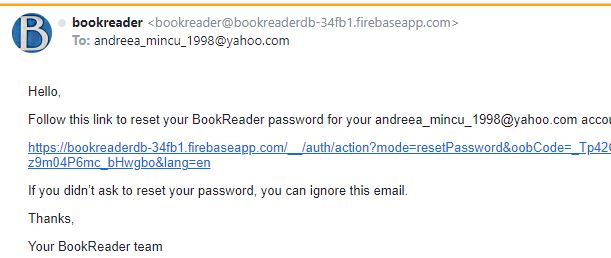 B
bookreader <bookreader@bookreaderdb-34fb1.firebaseapp.com>
To: andreea_mincu_1998@yahoo.com
Hello,
Follow this link to reset your BookReader password for your andreea_mincu_1998@yahoo.com accou
https://bookreaderdb-34fb1.firebaseapp.com/__/auth/action?mode=resetPassword&oobCode=_Tp42
z9m04P6mc_bHwgbo&lang=en
If you didn’t ask to reset your password, you can ignore this email.
Thanks,
Your BookReader team